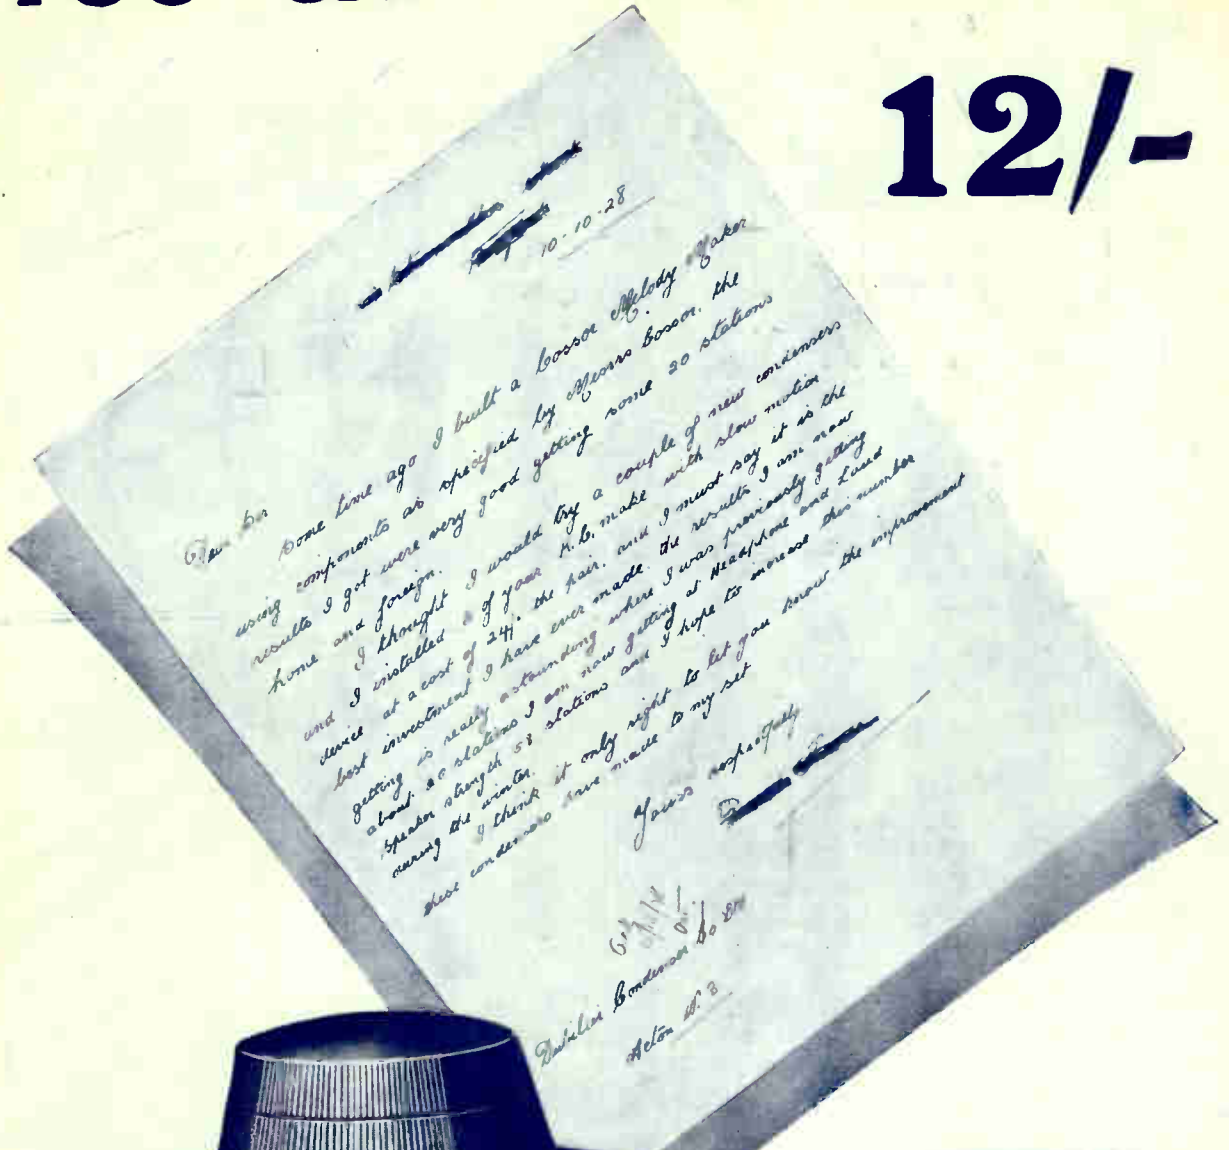 12/-
10-10-28
Dear Sir
Some time ago I built a Cossor Melody Maker
using components as specified by Messrs Cossor. the
results I got were very good getting some 20 stations
home and foreign.
I thought I would try a couple of new condensers
and I installed 2 of your K.C. make with slow motion
device at a cost of 24/- the pair. and I must say it is the
best investment I have ever made. the results I am now
getting is really astounding where I was previously getting
about 20 stations I am now getting at Headphone and Loud
speaker strength 58 stations and I hope to increase this number
during the winter.
I think it only right to let you know the improvement
these condensers have made to my set
Yours respectfully
Dubilier Condenser Co
Acton W. 3